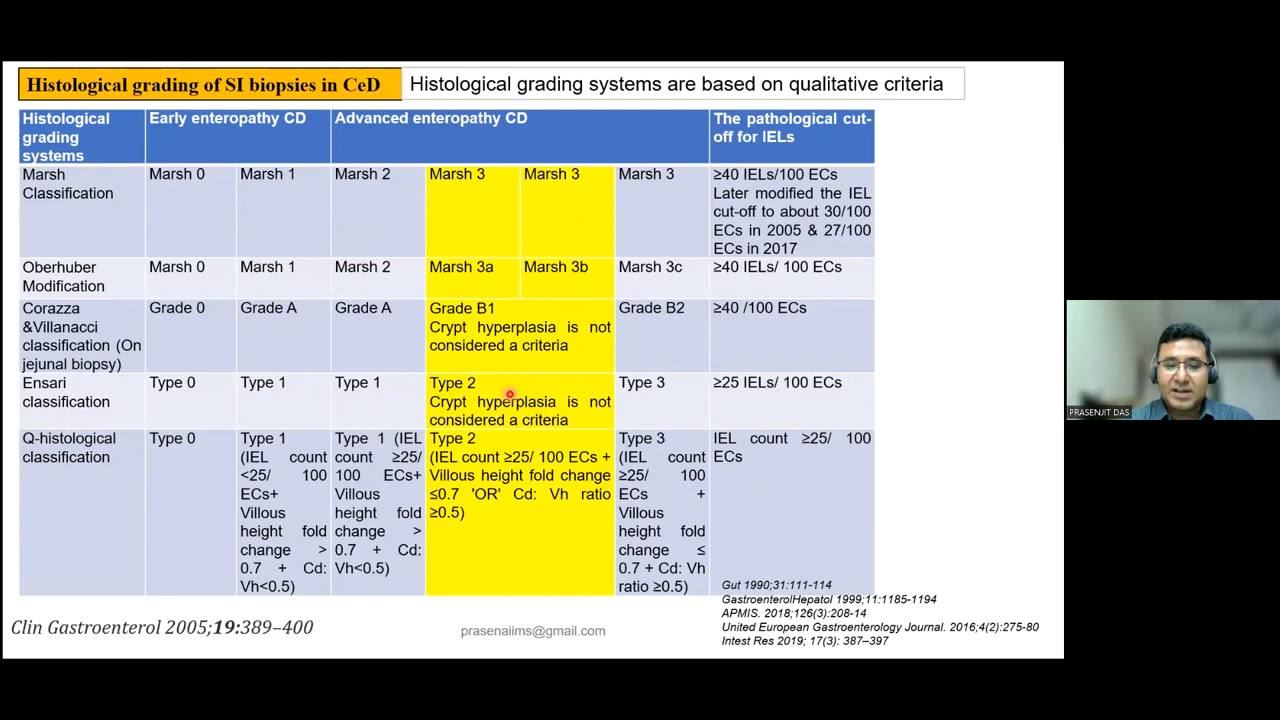 Histological grading of SI biopsies in CeD
Histological grading systems are based on qualitative criteria
Histological grading systems
Early enteropathy CD
Advanced enteropathy CD
The pathological cut-off for IELs
Marsh Classification
Marsh 0
Marsh 1
Marsh 2
Marsh 3
Marsh 3
Marsh 3
≥40 IELs/100 ECs
Later modified the IEL cut-off to about 30/100 ECs in 2005 & 27/100 ECs in 2017
Oberhuber Modification
Marsh 0
Marsh 1
Marsh 2
Marsh 3a
Marsh 3b
Marsh 3c
≥40 IELs/ 100 ECs
Corazza &Villanacci classification (On jejunal biopsy)
Grade 0
Grade A
Grade A
Grade B1
Crypt hyperplasia is not considered a criteria
Grade B2
≥40 /100 ECs
Ensari classification
Type 0
Type 1
Type 1
Type 2
Crypt hyperplasia is not considered a criteria
Type 3
≥25 IELs/ 100 ECs
Q-histological classification
Type 0
Type 1 (IEL count <25/ 100 ECs+ Villous height fold change > 0.7 + Cd: Vh<0.5)
Type 1 (IEL count ≥25/ 100 ECs+ Villous height fold change > 0.7 + Cd: Vh<0.5)
Type 2
(IEL count ≥25/ 100 ECs + Villous height fold change ≤0.7 'OR' Cd: Vh ratio ≥0.5)
Type 3 (IEL count ≥25/ 100 ECs + Villous height fold change ≤ 0.7 + Cd: Vh ratio ≥0.5)
IEL count ≥25/ 100 ECs
Gut 1990;31:111-114
GastroenterolHepatol 1999;11:1185-1194
APMIS. 2018;126(3):208-14
United European Gastroenterology Journal. 2016;4(2):275-80
Intest Res 2019; 17(3): 387–397
Clin Gastroenterol 2005;19:389–400
prasenaiims@gmail.com
PRASENJIT DAS